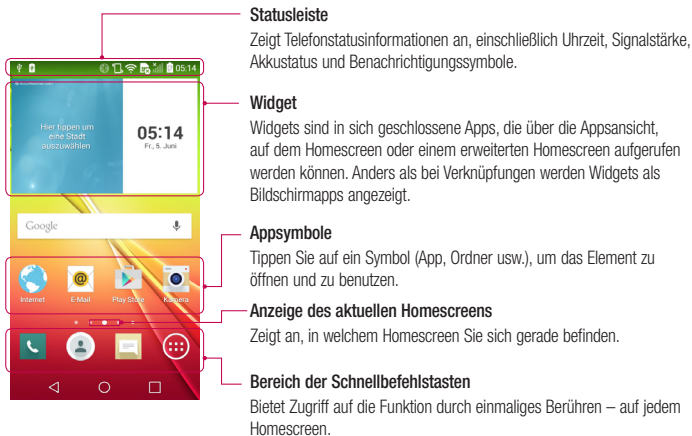 Statusleiste
Zeigt Telefonstatusinformationen an, einschließlich Uhrzeit, Signalstärke,
Akkustatus und Benachrichtigungssymbole.
05:14
Hier tippen um
eine Stadt
auszuwählen
05:14
Fr., 5. Juni
Widget
Widgets sind in sich geschlossene Apps, die über die Appsansicht,
auf dem Homescreen oder einem erweiterten Homescreen aufgerufen
werden können. Anders als bei Verknüpfungen werden Widgets als
Bildschirmapps angezeigt.
Google
Appsymbole
Tippen Sie auf ein Symbol (App, Ordner usw.), um das Element zu
öffnen und zu benutzen.
Internet
E-Mail
Play Store
Kamera
Anzeige des aktuellen Homescreens
Zeigt an, in welchem Homescreen Sie sich gerade befinden.
Bereich der Schnellbefehlstasten
Bietet Zugriff auf die Funktion durch einmaliges Berühren – auf jedem
Homescreen.